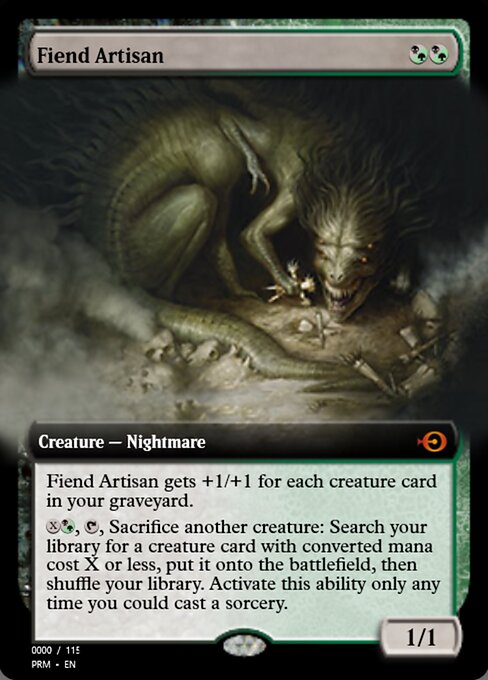 Fiend Artisan
Creature — Nightmare
Fiend Artisan gets +1/+1 for each creature card
in your graveyard.
X, , Sacrifice another creature: Search your
library for a creature card with converted mana
cost X or less, put it onto the battlefield, then
shuffle your library. Activate this ability only any
time you could cast a sorcery.
1/1
0000 / 115
PRM • EN